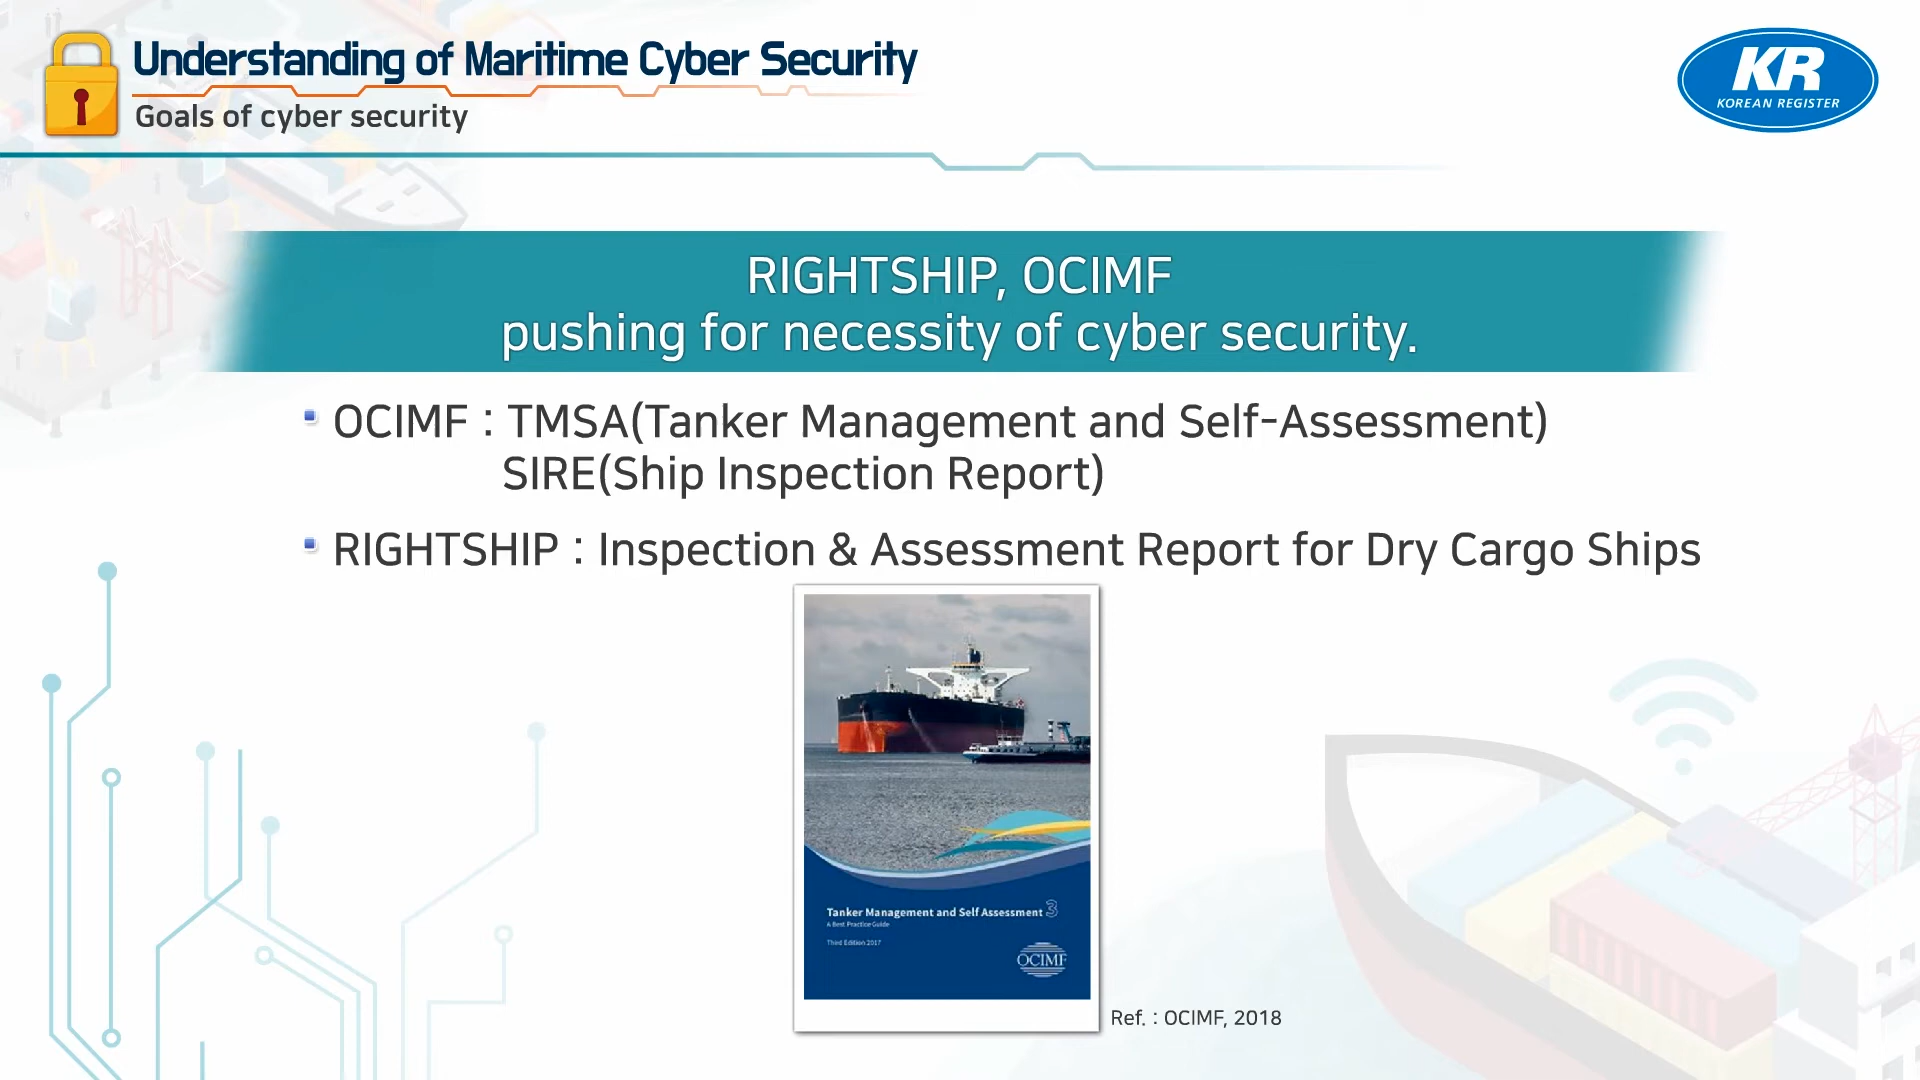 Understanding of Maritime Cyber Security
Goals of cyber security
KR
KOREAN REGISTER
RIGHTSHIP, OCIMF
pushing for necessity of cyber security.
OCIMF : TMSA(Tanker Management and Self-Assessment)
SIRE(Ship Inspection Report)
RIGHTSHIP : Inspection & Assessment Report for Dry Cargo Ships
Tanker Management and Self Assessment 3
A Best Practice Guide
Third Edition 2017
OCIMF
Ref. : OCIMF, 2018